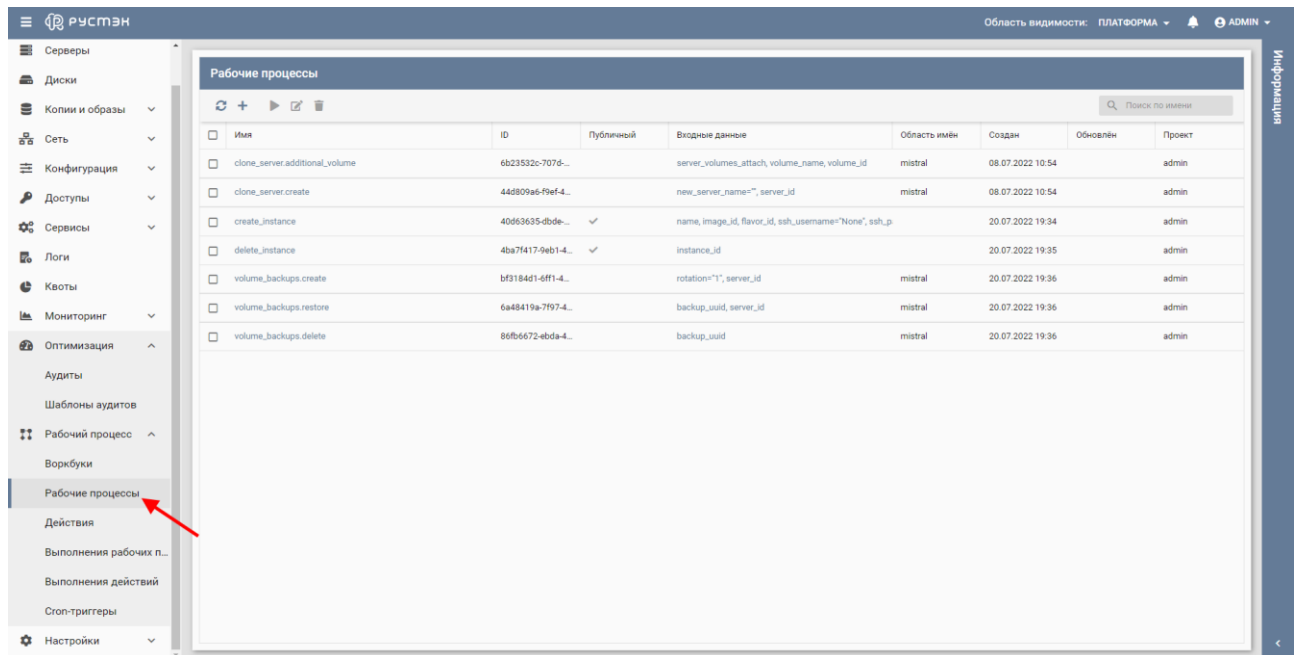 РУСТЭН
Область видимости: ПЛАТФОРМА ADMIN
Серверы
Диски
Копии и образы
Сеть
Конфигурация
Доступы
Сервисы
Логи
Квоты
Мониторинг
Оптимизация
Аудиты
Шаблоны аудитов
Рабочий процесс
Воркбуки
Рабочие процессы
Действия
Выполнения рабочих п...
Выполнения действий
Cron-триггеры
Настройки
Рабочие процессы
Поиск по имени
Имя ID Публичный Входные данные Область имён Создан Обновлён Проект
clone_server.additional_volume 6b23532c-707d-... server_volumes_attach, volume_name, volume_id mistral 08.07.2022 10:54 admin
clone_server.create 44d809a6-f9ef-4... new_server_name="", server_id mistral 08.07.2022 10:54 admin
create_instance 40d63635-dbde-... name, image_id, flavor_id, ssh_username="None", ssh_p 20.07.2022 19:34 admin
delete_instance 4ba7f417-9eb1-4... instance_id 20.07.2022 19:35 admin
volume_backups.create bf3184d1-6ff1-4... rotation="1", server_id mistral 20.07.2022 19:36 admin
volume_backups.restore 6a48419a-7f97-4... backup_uuid, server_id mistral 20.07.2022 19:36 admin
volume_backups.delete 86fb6672-ebda-4... backup_uuid mistral 20.07.2022 19:36 admin
Информация